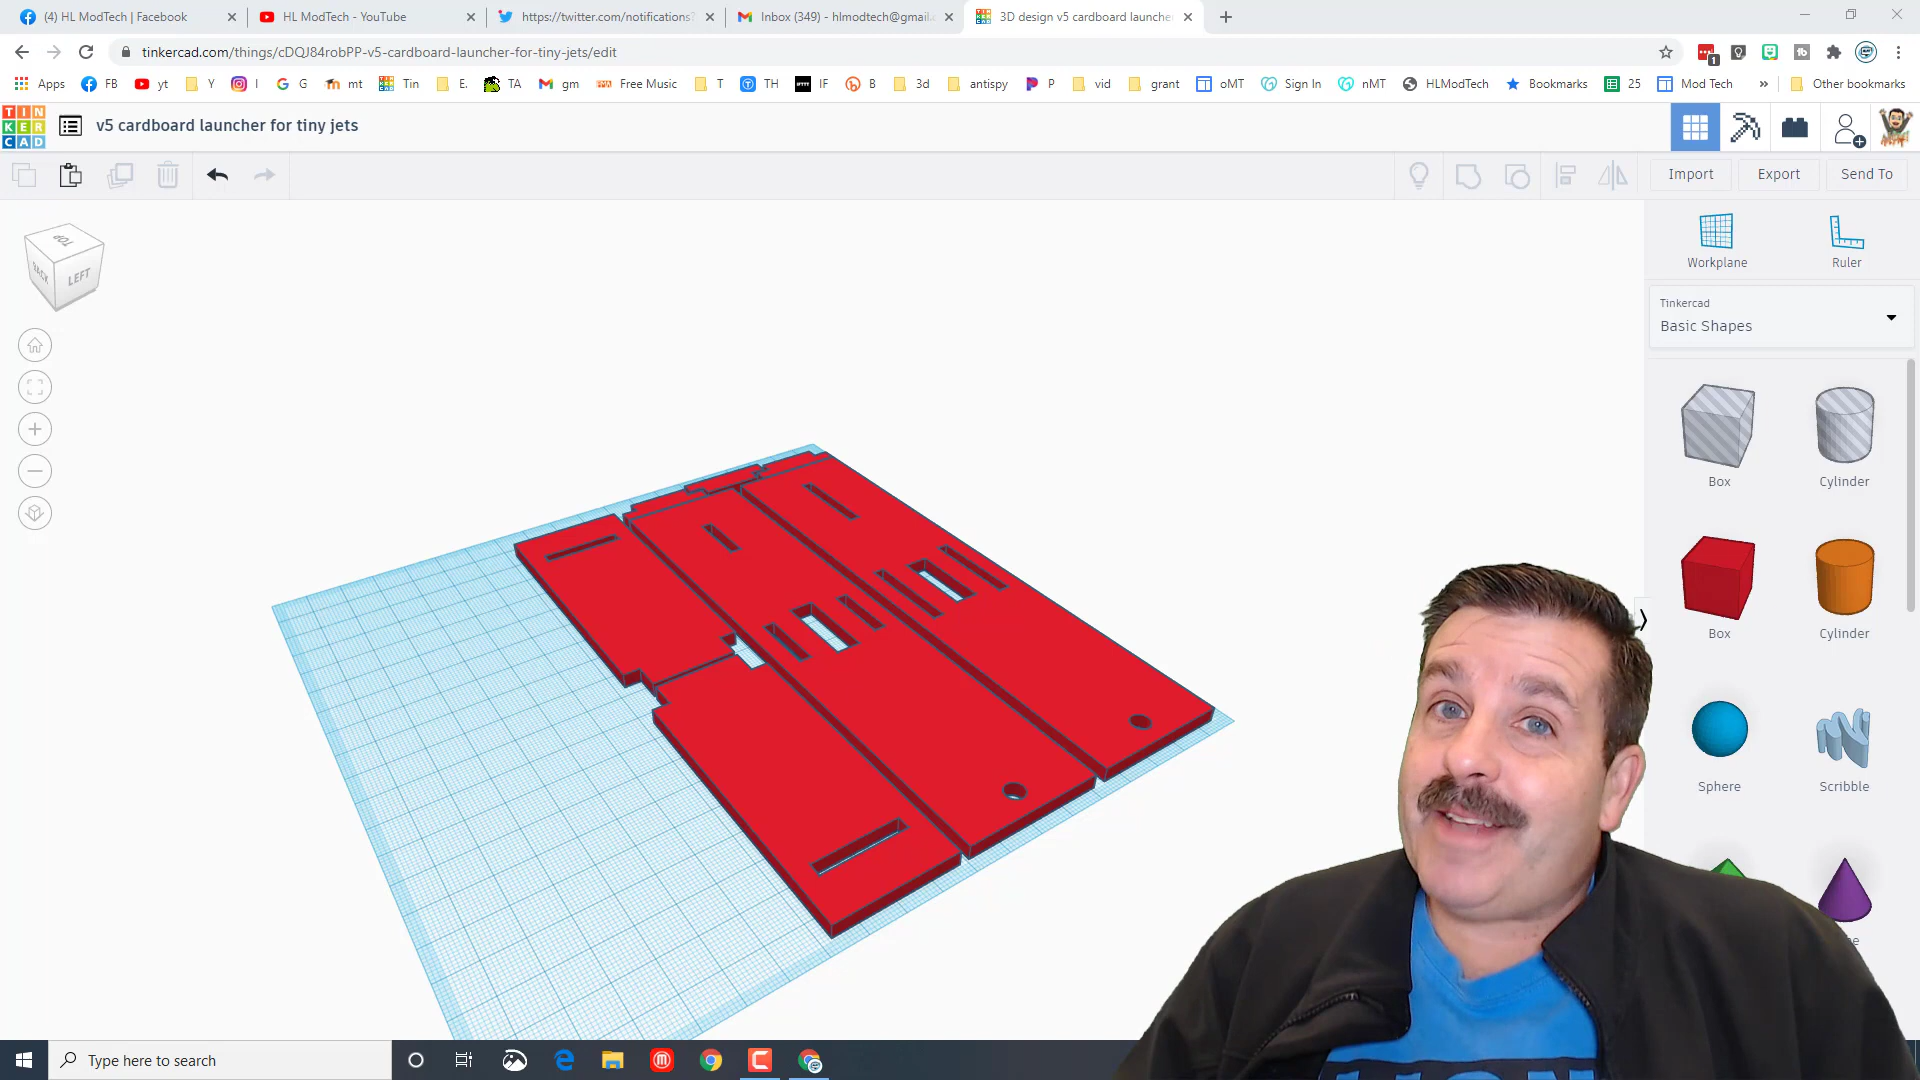 (4) HL ModTech | Facebook
HL ModTech - YouTube
https://twitter.com/notifications?
Inbox (349) - hlmodtech@gmail.c
3D design v5 cardboard launcher
tinkercad.com/things/cDQJ84robPP-v5-cardboard-launcher-for-tiny-jets/edit
1
Apps FB yt Y I G mt Tin E. TA gm Free Music T TH IF B 3d antispy P vid grant oMT Sign In nMT HLModTech Bookmarks 25 Mod Tech » Other bookmarks
TIN
KER
CAD
v5 cardboard launcher for tiny jets
Import Export Send To
TOP
BACK LEFT
Workplane Ruler
Tinkercad
Basic Shapes
Box Cylinder
Box Cylinder
Sphere Scribble
Type here to search